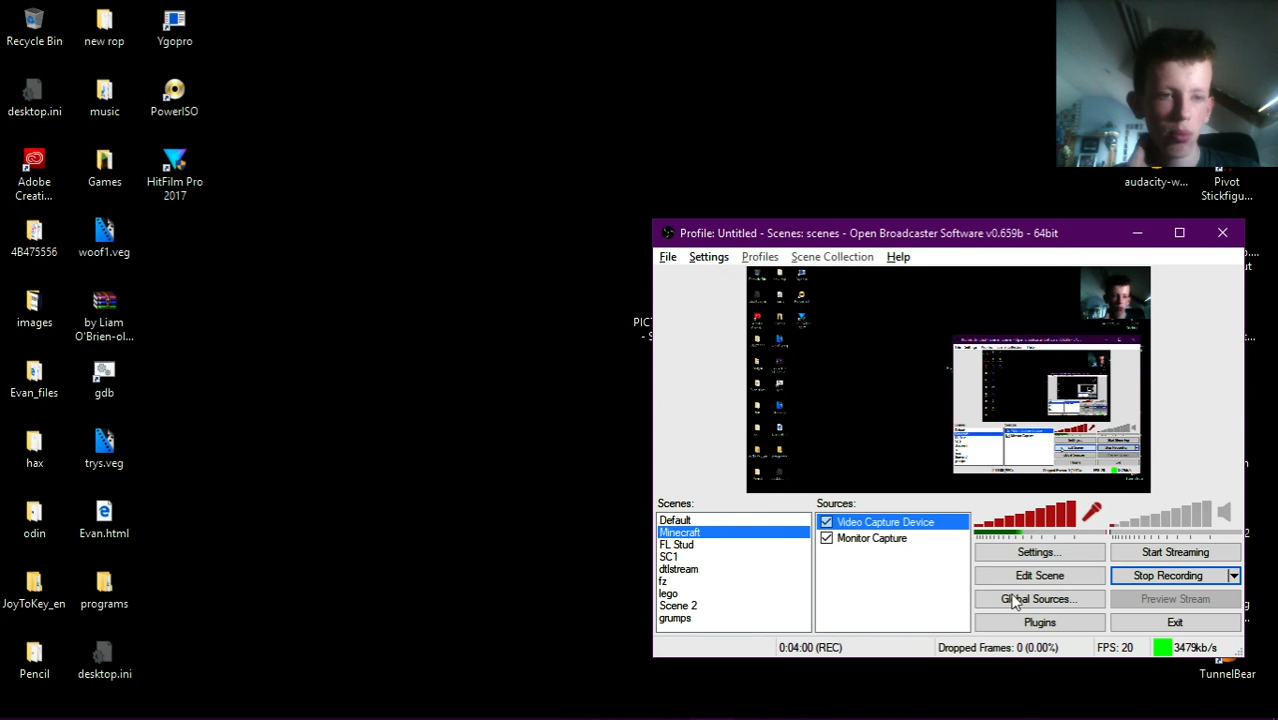 Recycle Bin
new rop
Ygopro
desktop.ini
music
PowerISO
Adobe
Creati...
Games
HitFilm Pro
2017
4B475556
woof1.veg
images
by Liam
O'Brien-ol...
Evan_files
gdb
hax
trys.veg
odin
Evan.html
JoyToKey_en
programs
Pencil
desktop.ini
audacity-w...
Pivot
Stickfigu...
PICT
- S
TunnelBear
Profile: Untitled - Scenes: scenes - Open Broadcaster Software v0.659b - 64bit
File Settings Profiles Scene Collection Help
Scenes:
Default
Minecraft
FL Stud
SC1
dtlstream
fz
lego
Scene 2
grumps
Sources:
Video Capture Device
Monitor Capture
Settings...
Start Streaming
Edit Scene
Stop Recording
Global Sources...
Preview Stream
Plugins
Exit
0:04:00 (REC)
Dropped Frames: 0 (0.00%)
FPS: 20
3479kb/s